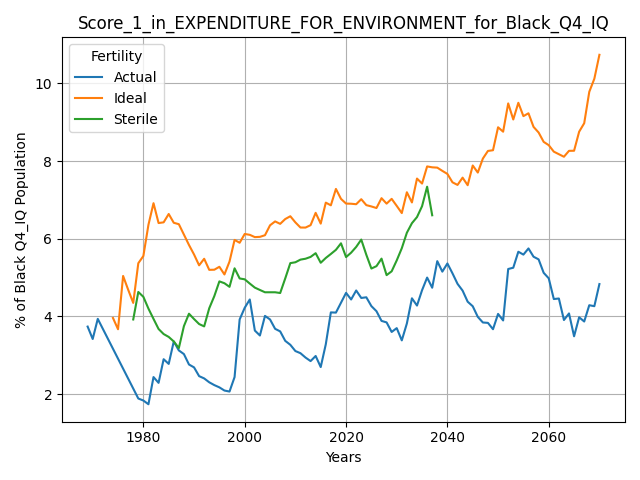 Score_1_in_EXPENDITURE_FOR_ENVIRONMENT_for_Black_Q4_IQ
Fertility
Actual
Ideal
Sterile
% of Black Q4_IQ Population
10
8
6
4
2
1980
2000
2020
2040
2060
Years